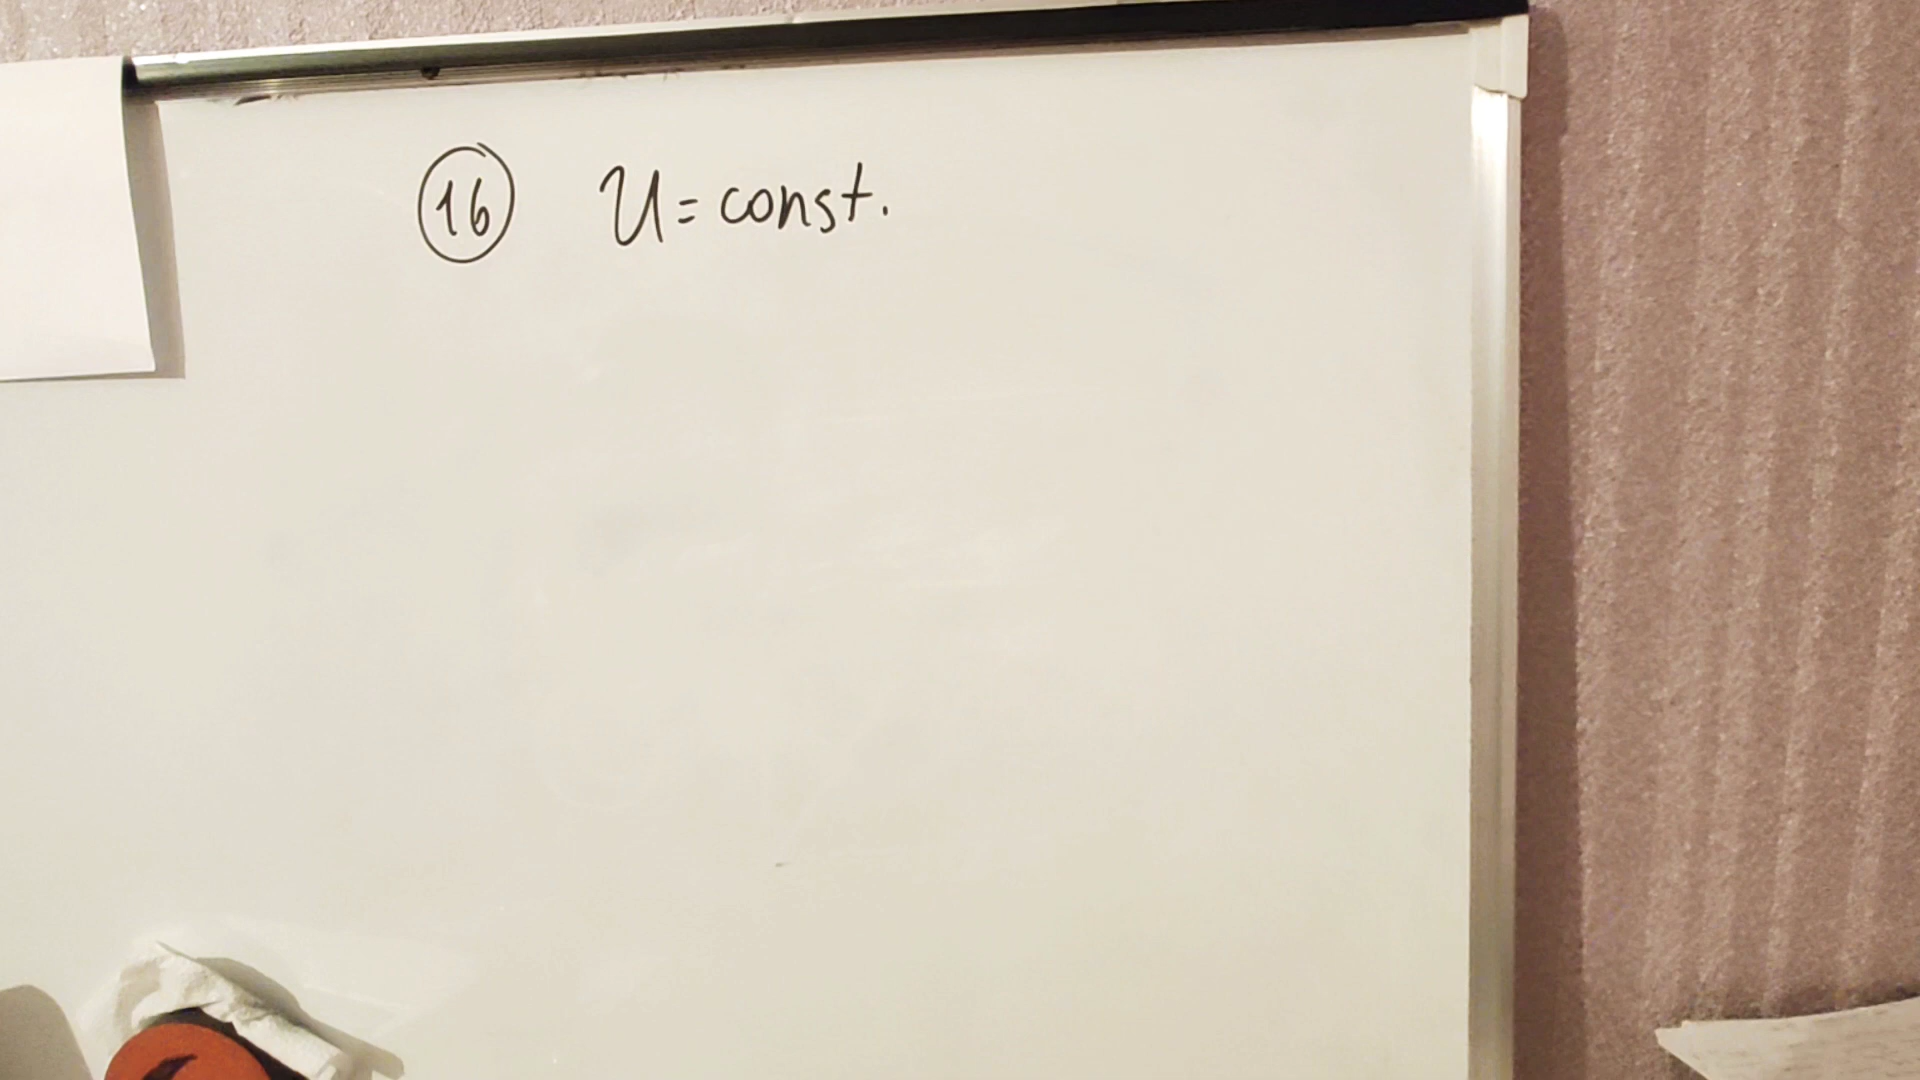 16 U = const.